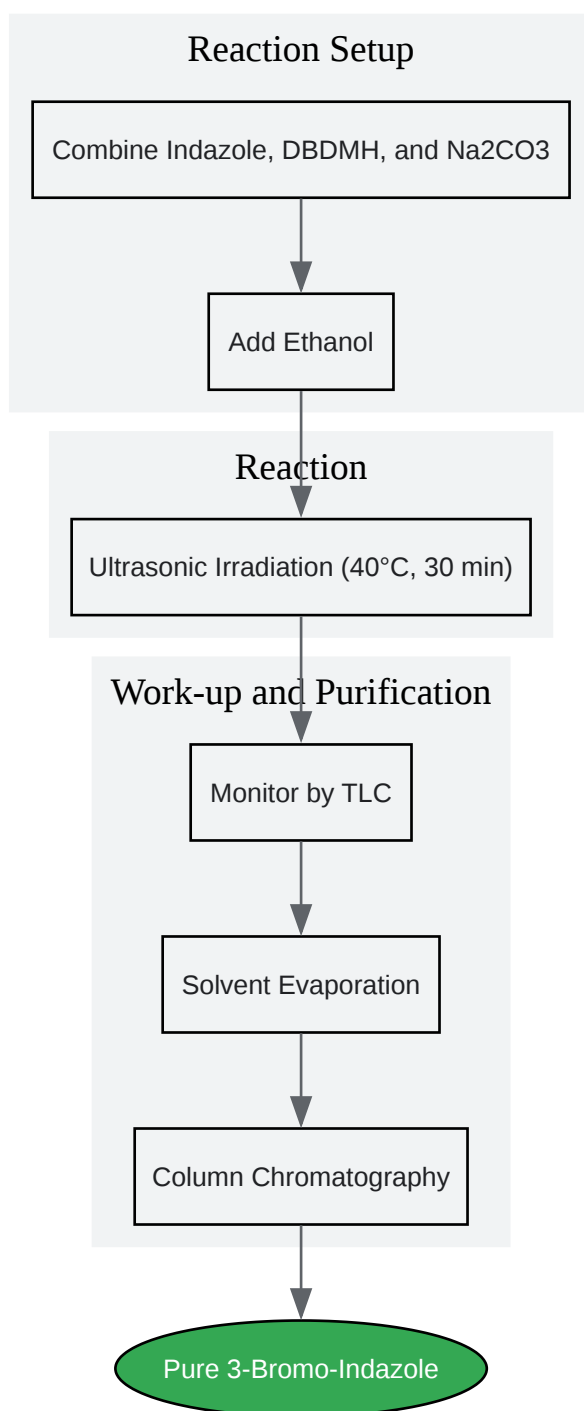 Reaction Setup
Combine Indazole, DBDMH, and Na2CO3
Add Ethanol
Reaction
Ultrasonic Irradiation (40°C, 30 min)
Work-up and Purification
Monitor by TLC
Solvent Evaporation
Column Chromatography
Pure 3-Bromo-Indazole